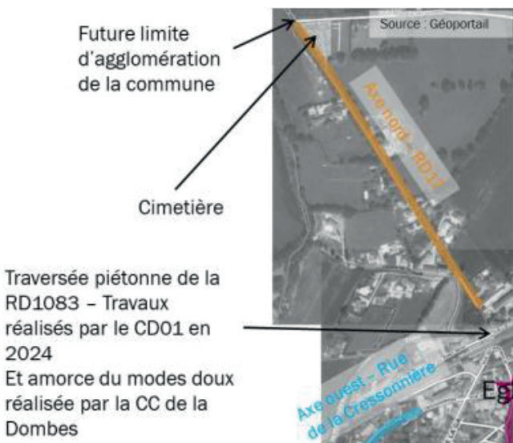 Source : Géoportail
Future limite
d'agglomération
de la commune
Axe nord – RD17
Cimetière
Traversée piétonne de la
RD1083 – Travaux
réalisés par le CD01 en
2024
Et amorce du modes doux
réalisée par la CC de la
Dombes
Axe ouest – Rue
de la Cressonnière
Eg